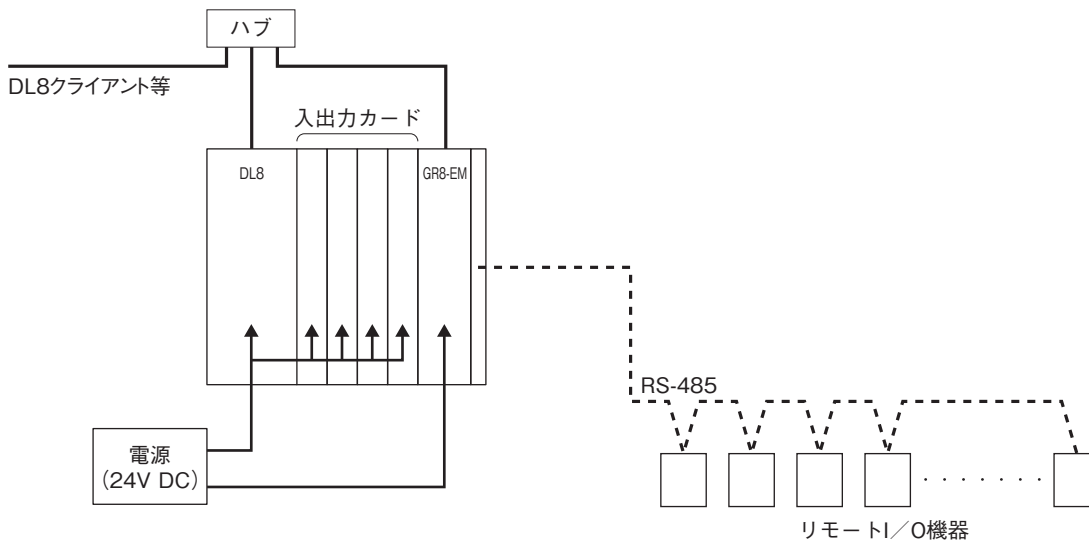 ハブ
DL8クライアント等
入出力カード
DL8
GR8-EM
RS-485
電源
(24V DC)
リモートI／O機器